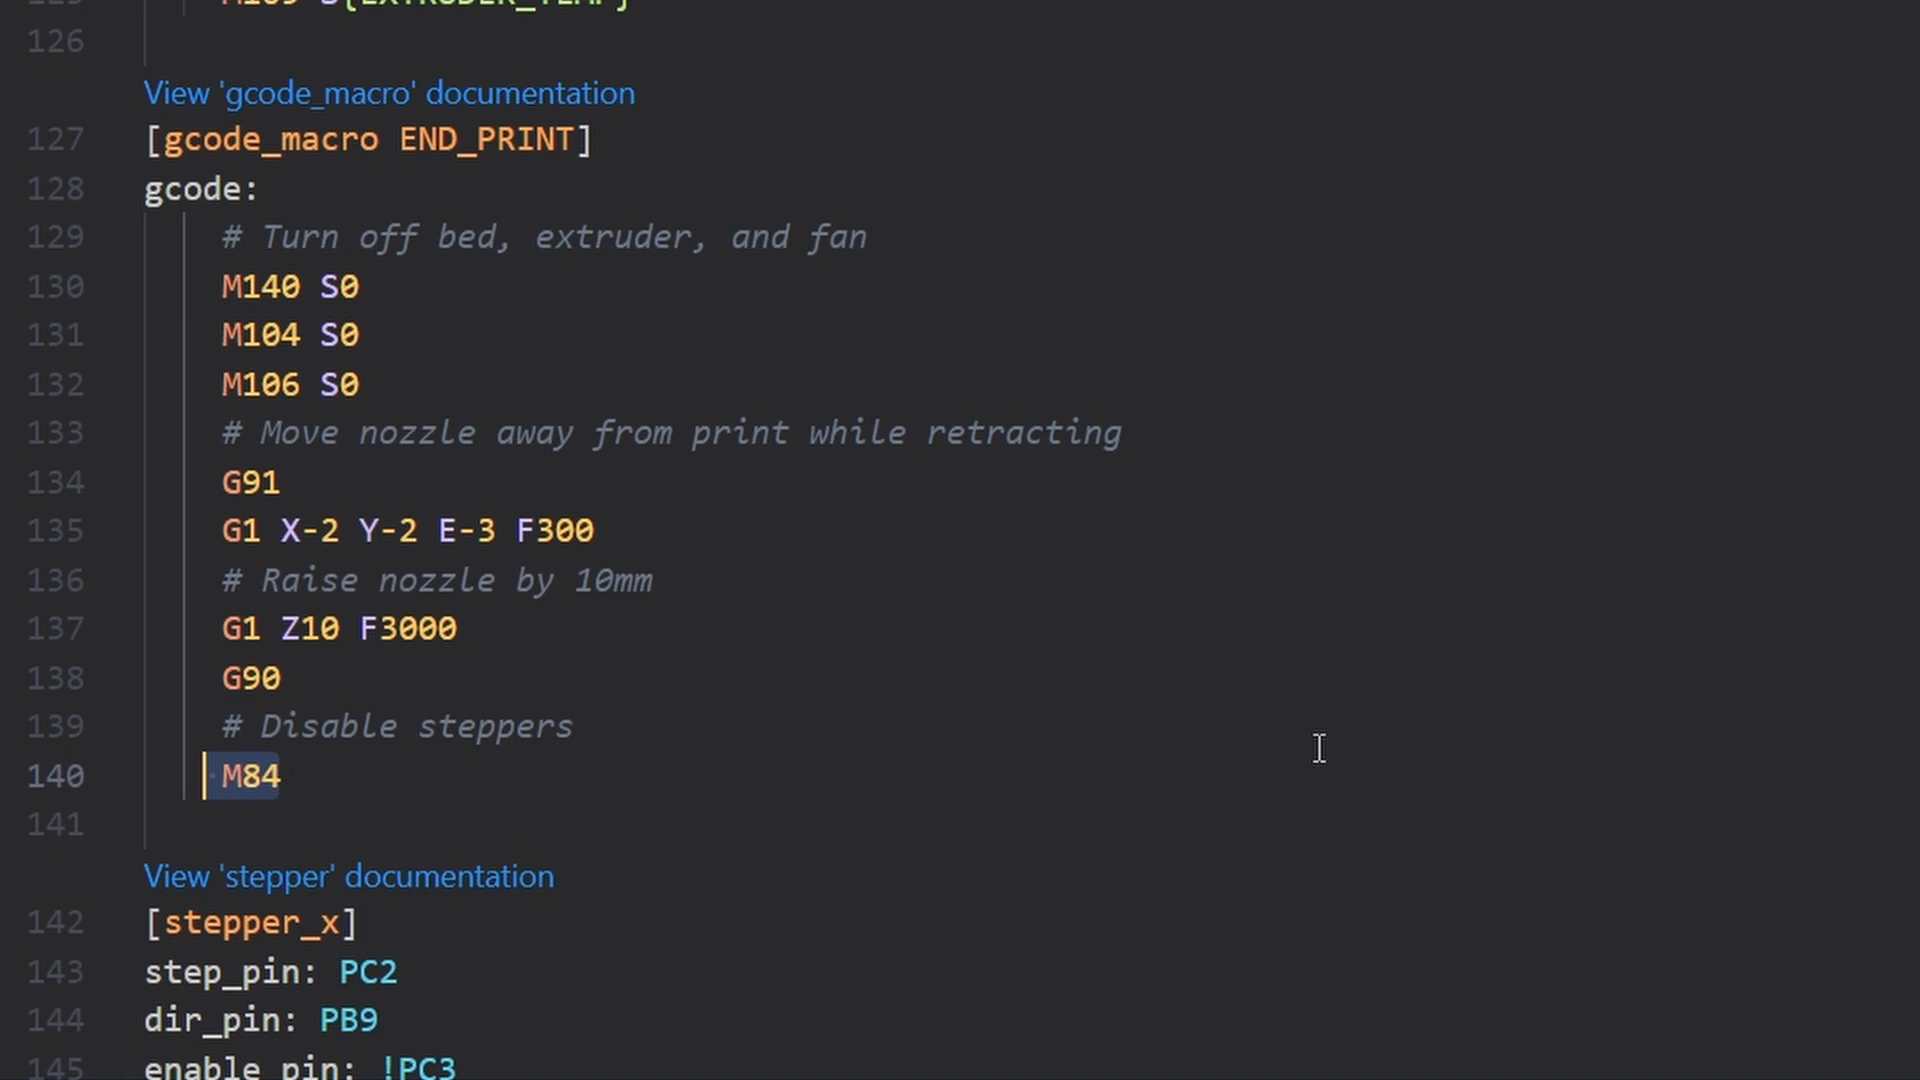 126
View 'gcode_macro' documentation
127 [gcode_macro END_PRINT]
128 gcode:
129 # Turn off bed, extruder, and fan
130 M140 S0
131 M104 S0
132 M106 S0
133 # Move nozzle away from print while retracting
134 G91
135 G1 X-2 Y-2 E-3 F300
136 # Raise nozzle by 10mm
137 G1 Z10 F3000
138 G90
139 # Disable steppers
140 M84
141
View 'stepper' documentation
142 [stepper_x]
143 step_pin: PC2
144 dir_pin: PB9
145 enable_pin: !PC3